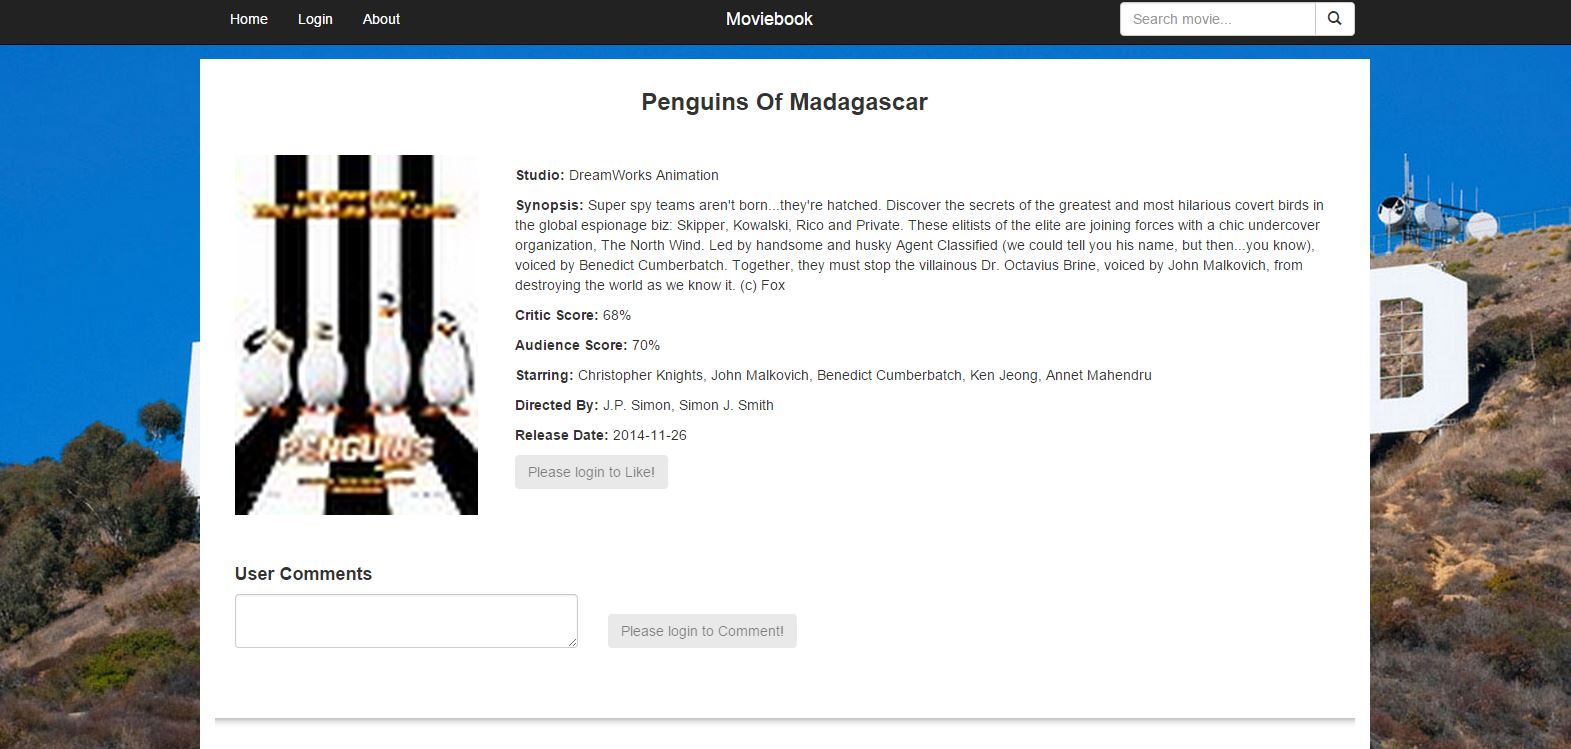 Home Login About Moviebook Search movie...
Penguins Of Madagascar
Studio: DreamWorks Animation
Synopsis: Super spy teams aren't born...they're hatched. Discover the secrets of the greatest and most hilarious covert birds in
the global espionage biz: Skipper, Kowalski, Rico and Private. These elitists of the elite are joining forces with a chic undercover
organization, The North Wind. Led by handsome and husky Agent Classified (we could tell you his name, but then...you know),
voiced by Benedict Cumberbatch. Together, they must stop the villainous Dr. Octavius Brine, voiced by John Malkovich, from
destroying the world as we know it. (c) Fox
Critic Score: 68%
Audience Score: 70%
Starring: Christopher Knights, John Malkovich, Benedict Cumberbatch, Ken Jeong, Annet Mahendru
Directed By: J.P. Simon, Simon J. Smith
Release Date: 2014-11-26
Please login to Like!
PENGUINS
User Comments
Please login to Comment!
D